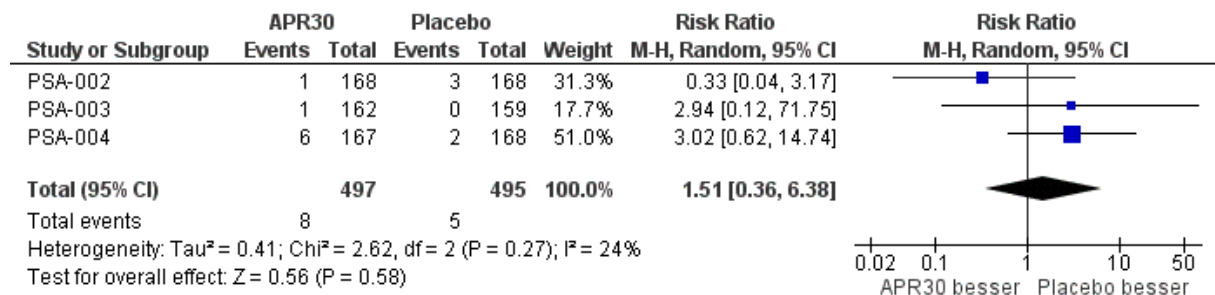 APR30 Placebo Risk Ratio Risk Ratio
Study or Subgroup Events Total Events Total Weight M-H, Random, 95% CI M-H, Random, 95% CI
PSA-002 1 168 3 168 31.3% 0.33 [0.04, 3.17]
PSA-003 1 162 0 159 17.7% 2.94 [0.12, 71.75]
PSA-004 6 167 2 168 51.0% 3.02 [0.62, 14.74]
Total (95% CI) 497 495 100.0% 1.51 [0.36, 6.38]
Total events 8 5
Heterogeneity: Tau² = 0.41; Chi² = 2.62, df = 2 (P = 0.27); I² = 24%
Test for overall effect: Z = 0.56 (P = 0.58)
0.02 0.1 1 10 50
APR30 besser Placebo besser